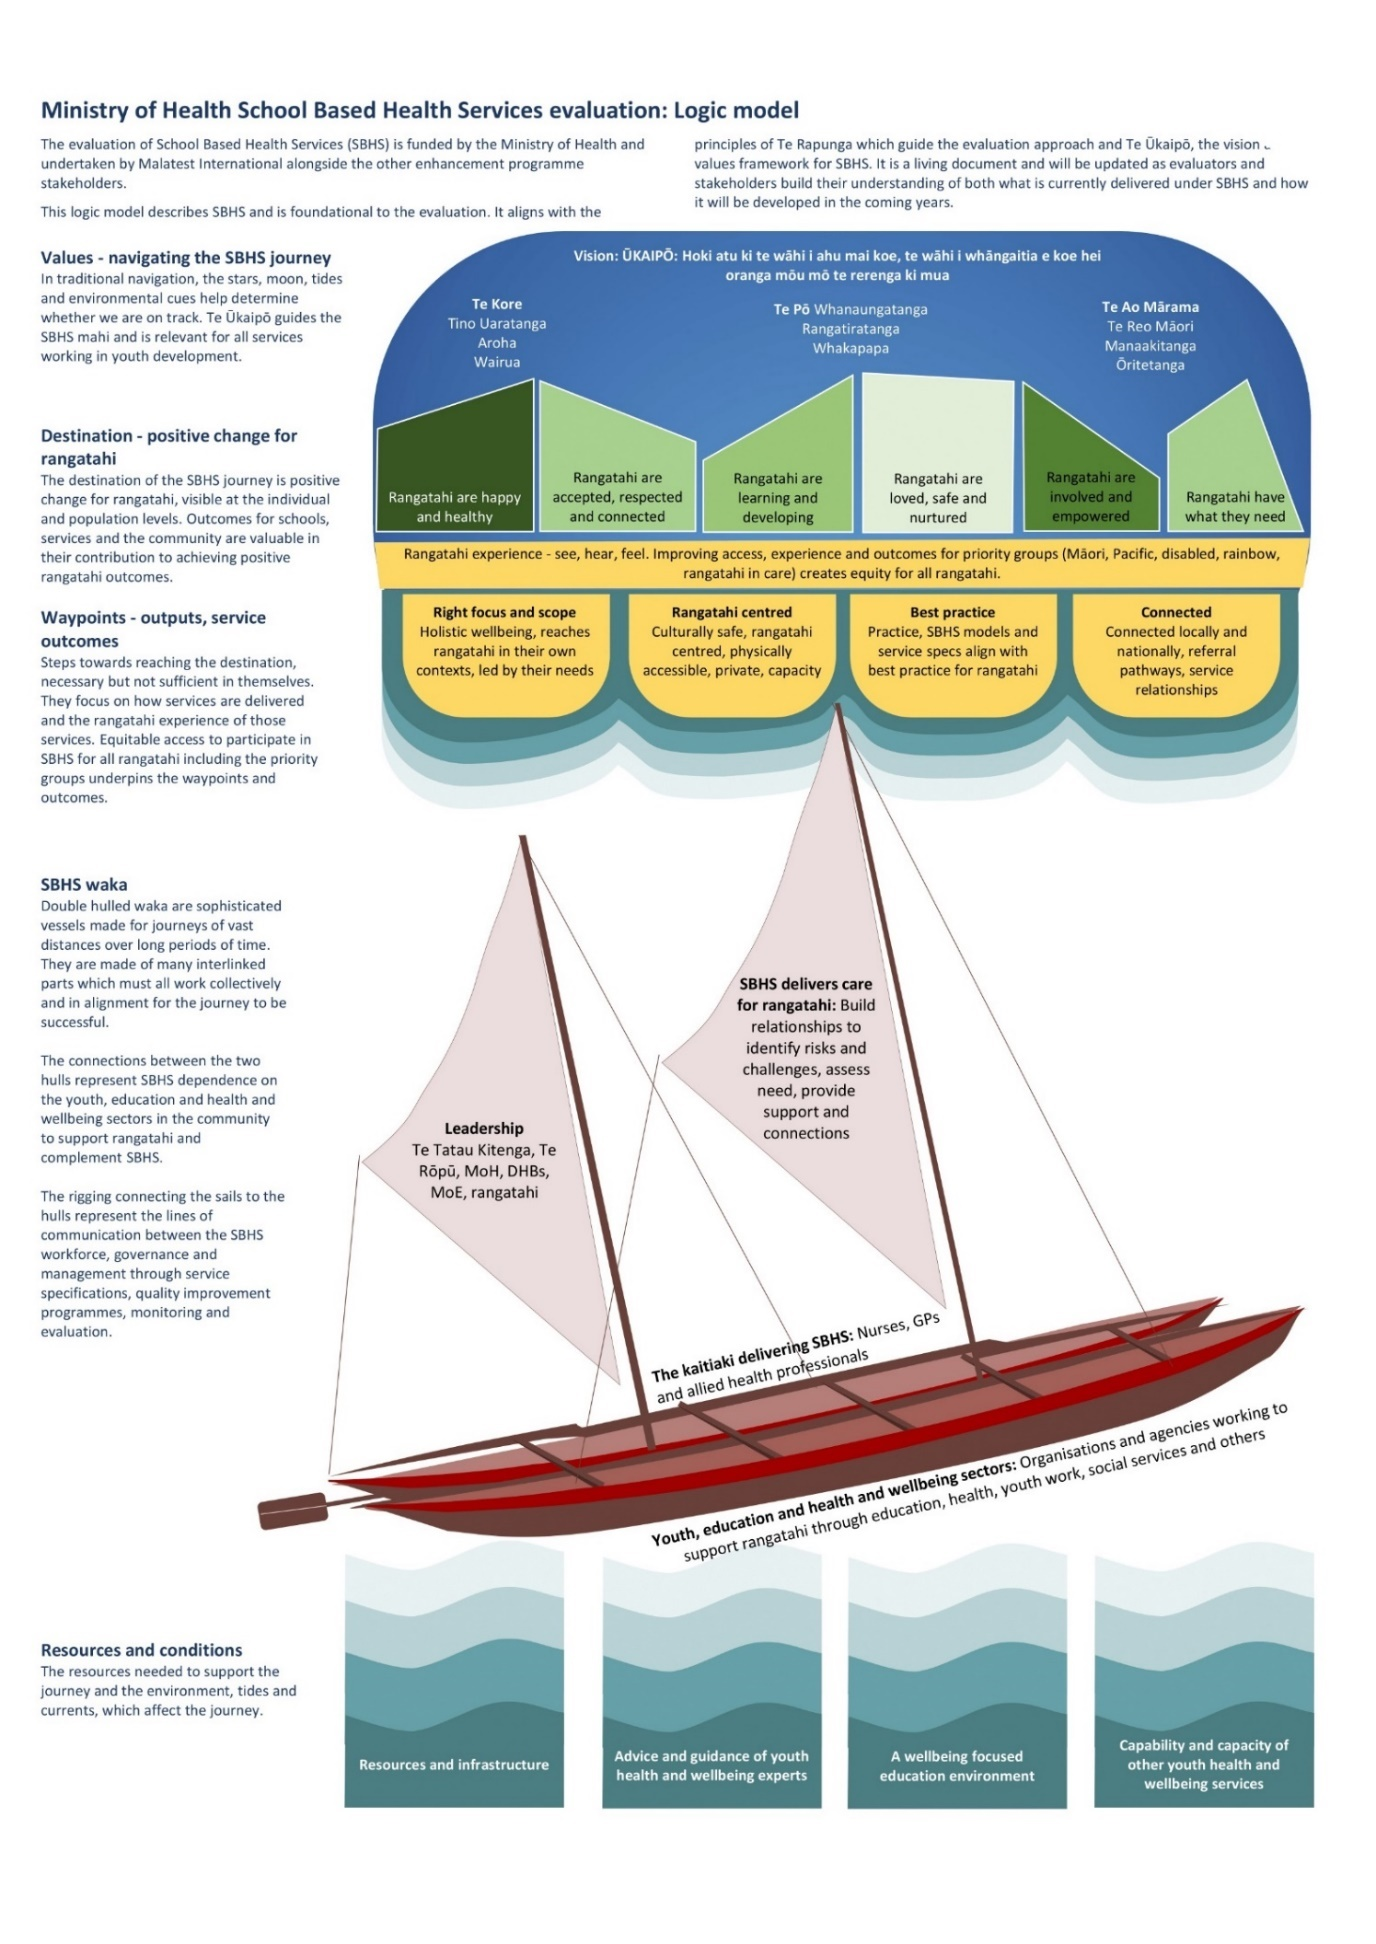 Ministry of Health School Based Health Services evaluation: Logic model
The evaluation of School Based Health Services (SBHS) is funded by the Ministry of Health and
undertaken by Malatest International alongside the other enhancement programme
stakeholders.
This logic model describes SBHS and is foundational to the evaluation. It aligns with the
principles of Te Rapunga which guide the evaluation approach and Te Ūkaipō, the vision
values framework for SBHS. It is a living document and will be updated as evaluators and
stakeholders build their understanding of both what is currently delivered under SBHS and how
it will be developed in the coming years.
Values - navigating the SBHS journey
In traditional navigation, the stars, moon, tides
and environmental cues help determine
whether we are on track. Te Ūkaipō guides the
SBHS mahi and is relevant for all services
working in youth development.
Vision: ŪKAIPŌ: Hoki atu ki te wāhi i ahu mai koe, te wāhi i whāngaitia e koe hei
oranga mōu mō te rerenga ki mua
Te Kore
Tino Uaratanga
Aroha
Wairua
Te Pō Whanaungatanga
Rangatiratanga
Whakapapa
Te Ao Mārama
Te Reo Māori
Manaakitanga
Ōritetanga
Destination - positive change for
rangatahi
The destination of the SBHS journey is positive
change for rangatahi, visible at the individual
and population levels. Outcomes for schools,
services and the community are valuable in
their contribution to achieving positive
rangatahi outcomes.
Rangatahi are happy
and healthy
Rangatahi are
accepted, respected
and connected
Rangatahi are
learning and
developing
Rangatahi are
loved, safe and
nurtured
Rangatahi are
involved and
empowered
Rangatahi have
what they need
Rangatahi experience - see, hear, feel. Improving access, experience and outcomes for priority groups (Māori, Pacific, disabled, rainbow,
rangatahi in care) creates equity for all rangatahi.
Waypoints - outputs, service
outcomes
Steps towards reaching the destination,
necessary but not sufficient in themselves.
They focus on how services are delivered
and the rangatahi experience of those
services. Equitable access to participate in
SBHS for all rangatahi including the priority
groups underpins the waypoints and
outcomes.
Right focus and scope
Holistic wellbeing, reaches
rangatahi in their own
contexts, led by their needs
Rangatahi centred
Culturally safe, rangatahi
centred, physically
accessible, private, capacity
Best practice
Practice, SBHS models and
service specs align with
best practice for rangatahi
Connected
Connected locally and
nationally, referral
pathways, service
relationships
SBHS waka
Double hulled waka are sophisticated
vessels made for journeys of vast
distances over long periods of time.
They are made of many interlinked
parts which must all work collectively
and in alignment for the journey to be
successful.
The connections between the two
hulls represent SBHS dependence on
the youth, education and health and
wellbeing sectors in the community
to support rangatahi and
complement SBHS.
The rigging connecting the sails to the
hulls represent the lines of
communication between the SBHS
workforce, governance and
management through service
specifications, quality improvement
programmes, monitoring and
evaluation.
Leadership
Te Tatau Kitenga, Te
Rōpū, MoH, DHBs,
MoE, rangatahi
SBHS delivers care
for rangatahi: Build
relationships to
identify risks and
challenges, assess
need, provide
support and
connections
The kaitiaki delivering SBHS: Nurses, GPs
and allied health professionals
Youth, education and health and wellbeing sectors: Organisations and agencies working to
support rangatahi through education, health, youth work, social services and others
Resources and conditions
The resources needed to support the
journey and the environment, tides and
currents, which affect the journey.
Resources and infrastructure
Advice and guidance of youth
health and wellbeing experts
A wellbeing focused
education environment
Capability and capacity of
other youth health and
wellbeing services